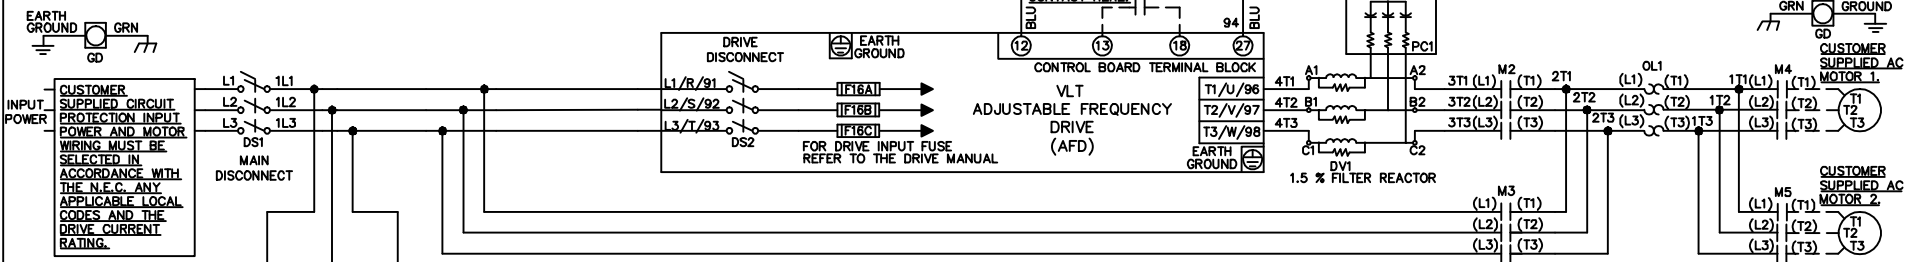 EARTH
GROUND
GRN
GD
INPUT
POWER
CUSTOMER
SUPPLIED CIRCUIT
PROTECTION INPUT
POWER AND MOTOR
WIRING MUST BE
SELECTED IN
ACCORDANCE WITH
THE N.E.C. ANY
APPLICABLE LOCAL
CODES AND THE
DRIVE CURRENT
RATING.
L1 1L1
L2 1L2
L3 1L3
DS1
MAIN
DISCONNECT
DRIVE
DISCONNECT
EARTH
GROUND
L1/R/91
L2/S/92
L3/T/93
DS2
F16A
F16B
F16C
FOR DRIVE INPUT FUSE
REFER TO THE DRIVE MANUAL
BLU
94
BLU
12 13 18 27
CONTROL BOARD TERMINAL BLOCK
VLT
ADJUSTABLE FREQUENCY
DRIVE
(AFD)
T1/U/96
T2/V/97
T3/W/98
EARTH
GROUND
4T1 A1 A2
4T2 B1 B2
4T3 C1 C2
DV1
1.5 % FILTER REACTOR
PC1
M2
3T1 (L1) (T1) 2T1
3T2 (L2) (T2) 2T2
3T3 (L3) (T3) 2T3
OL1
(L1) (T1) 1T1
(L2) (T2) 1T2
(L3) (T3) 1T3
M4
(L1) (T1)
(L2) (T2)
(L3) (T3)
GRN
GROUND
GD
CUSTOMER
SUPPLIED AC
MOTOR 1.
T1
T2
T3
M3
(L1) (T1)
(L2) (T2)
(L3) (T3)
M5
(L1) (T1)
(L2) (T2)
(L3) (T3)
CUSTOMER
SUPPLIED AC
MOTOR 2.
T1
T2
T3